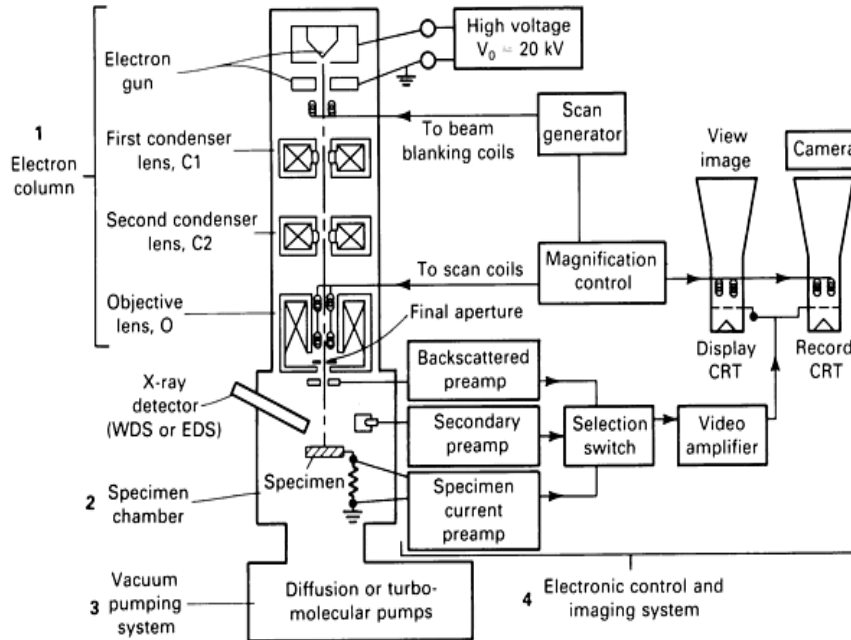 Electron
gun
High voltage
V₀ = 20 kV
1
Electron
column
First condenser
lens, C1
To beam
blanking coils
Scan
generator
View
image
Camera
Second condenser
lens, C2
To scan coils
Magnification
control
Objective
lens, O
Final aperture
Display
CRT
Record
CRT
X-ray
detector
(WDS or EDS)
Backscattered
preamp
Secondary
preamp
Selection
switch
Video
amplifier
Specimen
2 Specimen
chamber
Specimen
current
preamp
3
Vacuum
pumping
system
Diffusion or turbo-
molecular pumps
4 Electronic control and
imaging system